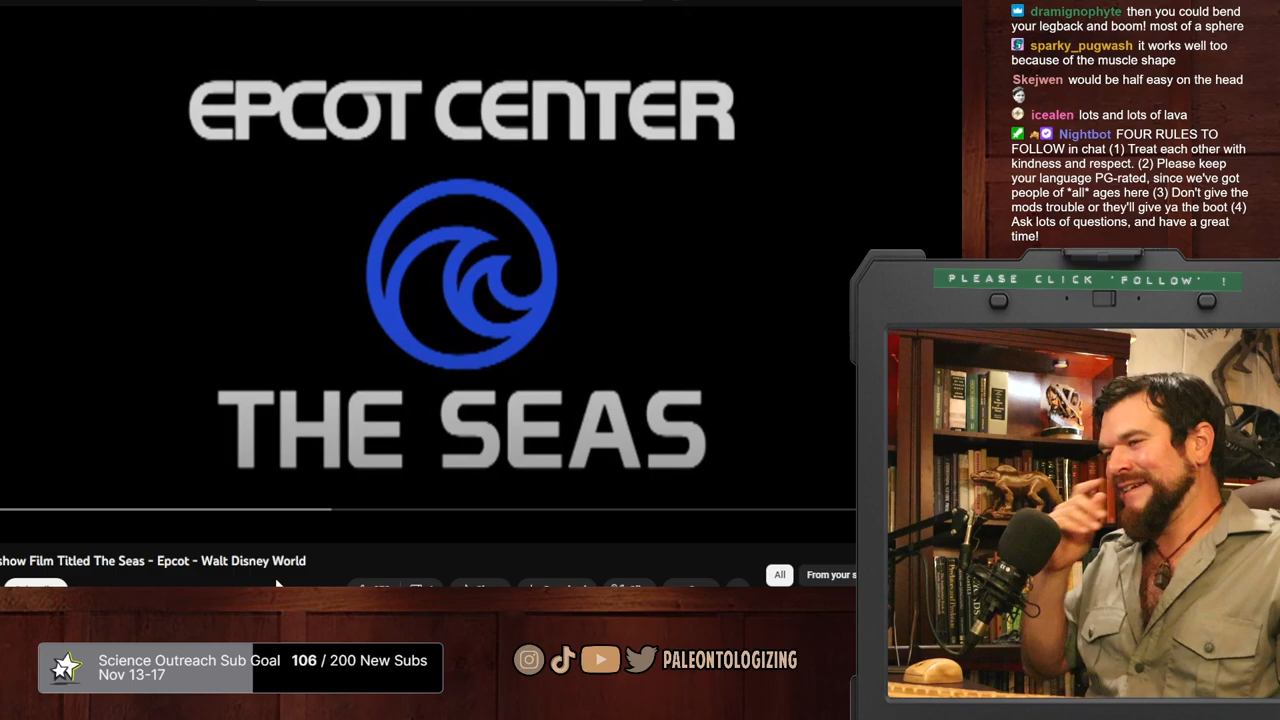 EPCOT CENTER
THE SEAS
show Film Titled The Seas - Epcot - Walt Disney World
All
From your s
dramignophyte then you could bend
your legback and boom! most of a sphere
sparky_pugwash it works well too
because of the muscle shape
Skejwen would be half easy on the head
icealen lots and lots of lava
Nightbot FOUR RULES TO
FOLLOW in chat (1) Treat each other with
kindness and respect. (2) Please keep
your language PG-rated, since we've got
people of *all* ages here (3) Don't give the
mods trouble or they'll give ya the boot (4)
Ask lots of questions, and have a great
time!
PLEASE CLICK "FOLLOW" !
Science Outreach Sub Goal 106 / 200 New Subs
Nov 13-17
PALEONTOLOGIZING